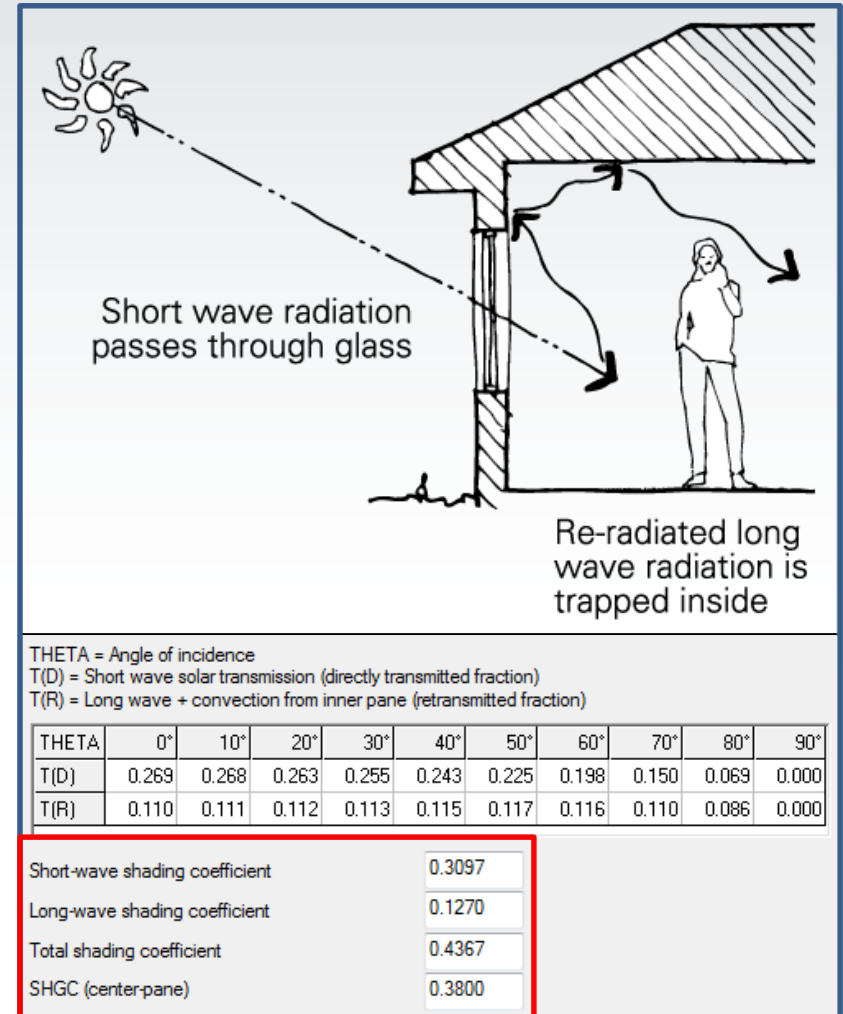 Short wave radiation
passes through glass
Re-radiated long
wave radiation is
trapped inside
THETA = Angle of incidence
T(D) = Short wave solar transmission (directly transmitted fraction)
T(R) = Long wave + convection from inner pane (retransmitted fraction)
THETA 0° 10° 20° 30° 40° 50° 60° 70° 80° 90°
T(D) 0.269 0.268 0.263 0.255 0.243 0.225 0.198 0.150 0.069 0.000
T(R) 0.110 0.111 0.112 0.113 0.115 0.117 0.116 0.110 0.086 0.000
Short-wave shading coefficient 0.3097
Long-wave shading coefficient 0.1270
Total shading coefficient 0.4367
SHGC (center-pane) 0.3800